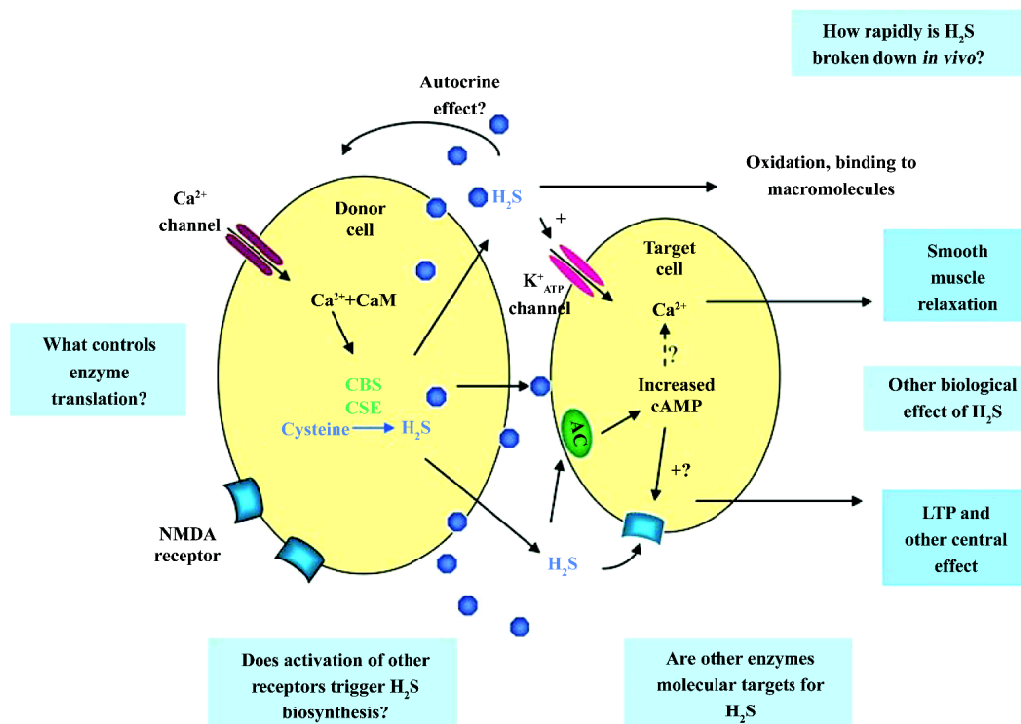 How rapidly is H₂S
broken down in vivo?
Autocrine
effect?
Oxidation, binding to
macromolecules
H₂S
Ca²⁺
channel
Donor
cell
+
Target
cell
K⁺ATP
channel
Smooth
muscle
relaxation
Ca²⁺+CaM
Ca²⁺
What controls
enzyme
translation?
?
CBS
CSE
Cysteine
H₂S
Increased
cAMP
Other biological
effect of H₂S
AC
+?
NMDA
receptor
H₂S
LTP and
other central
effect
Does activation of other
receptors trigger H₂S
biosynthesis?
Are other enzymes
molecular targets for
H₂S